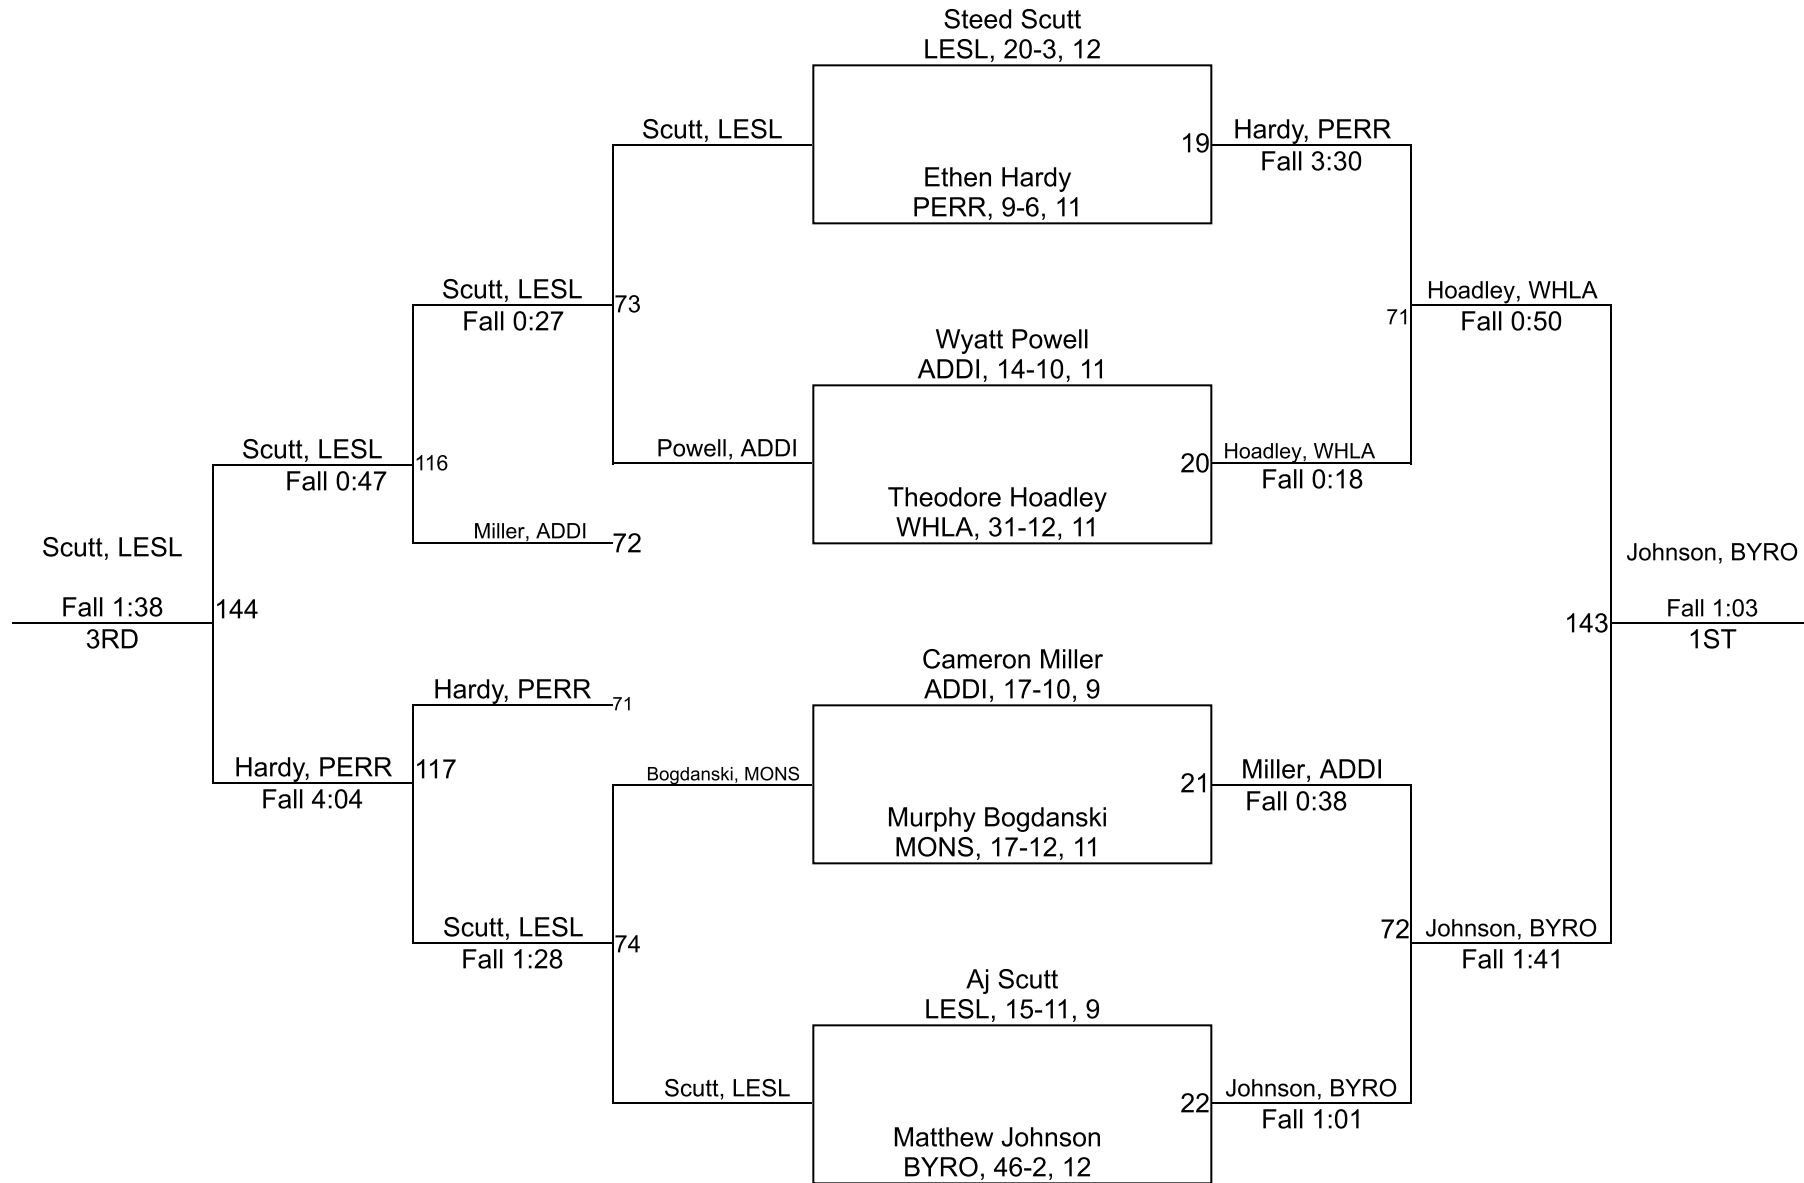 Steed Scutt
LESL, 20-3, 12
Scutt, LESL
19
Hardy, PERR
Fall 3:30
Ethen Hardy
PERR, 9-6, 11
Scutt, LESL
Fall 0:27
73
71
Hoadley, WHLA
Fall 0:50
Wyatt Powell
ADDI, 14-10, 11
Scutt, LESL
Fall 0:47
116
Powell, ADDI
20
Hoadley, WHLA
Fall 0:18
Theodore Hoadley
WHLA, 31-12, 11
Miller, ADDI
72
Scutt, LESL
Fall 1:38
3RD
144
Johnson, BYRO
143
Fall 1:03
1ST
Cameron Miller
ADDI, 17-10, 9
Hardy, PERR
71
Hardy, PERR
Fall 4:04
117
Bogdanski, MONS
21
Miller, ADDI
Fall 0:38
Murphy Bogdanski
MONS, 17-12, 11
Scutt, LESL
Fall 1:28
74
72
Johnson, BYRO
Fall 1:41
Aj Scutt
LESL, 15-11, 9
Scutt, LESL
22
Johnson, BYRO
Fall 1:01
Matthew Johnson
BYRO, 46-2, 12